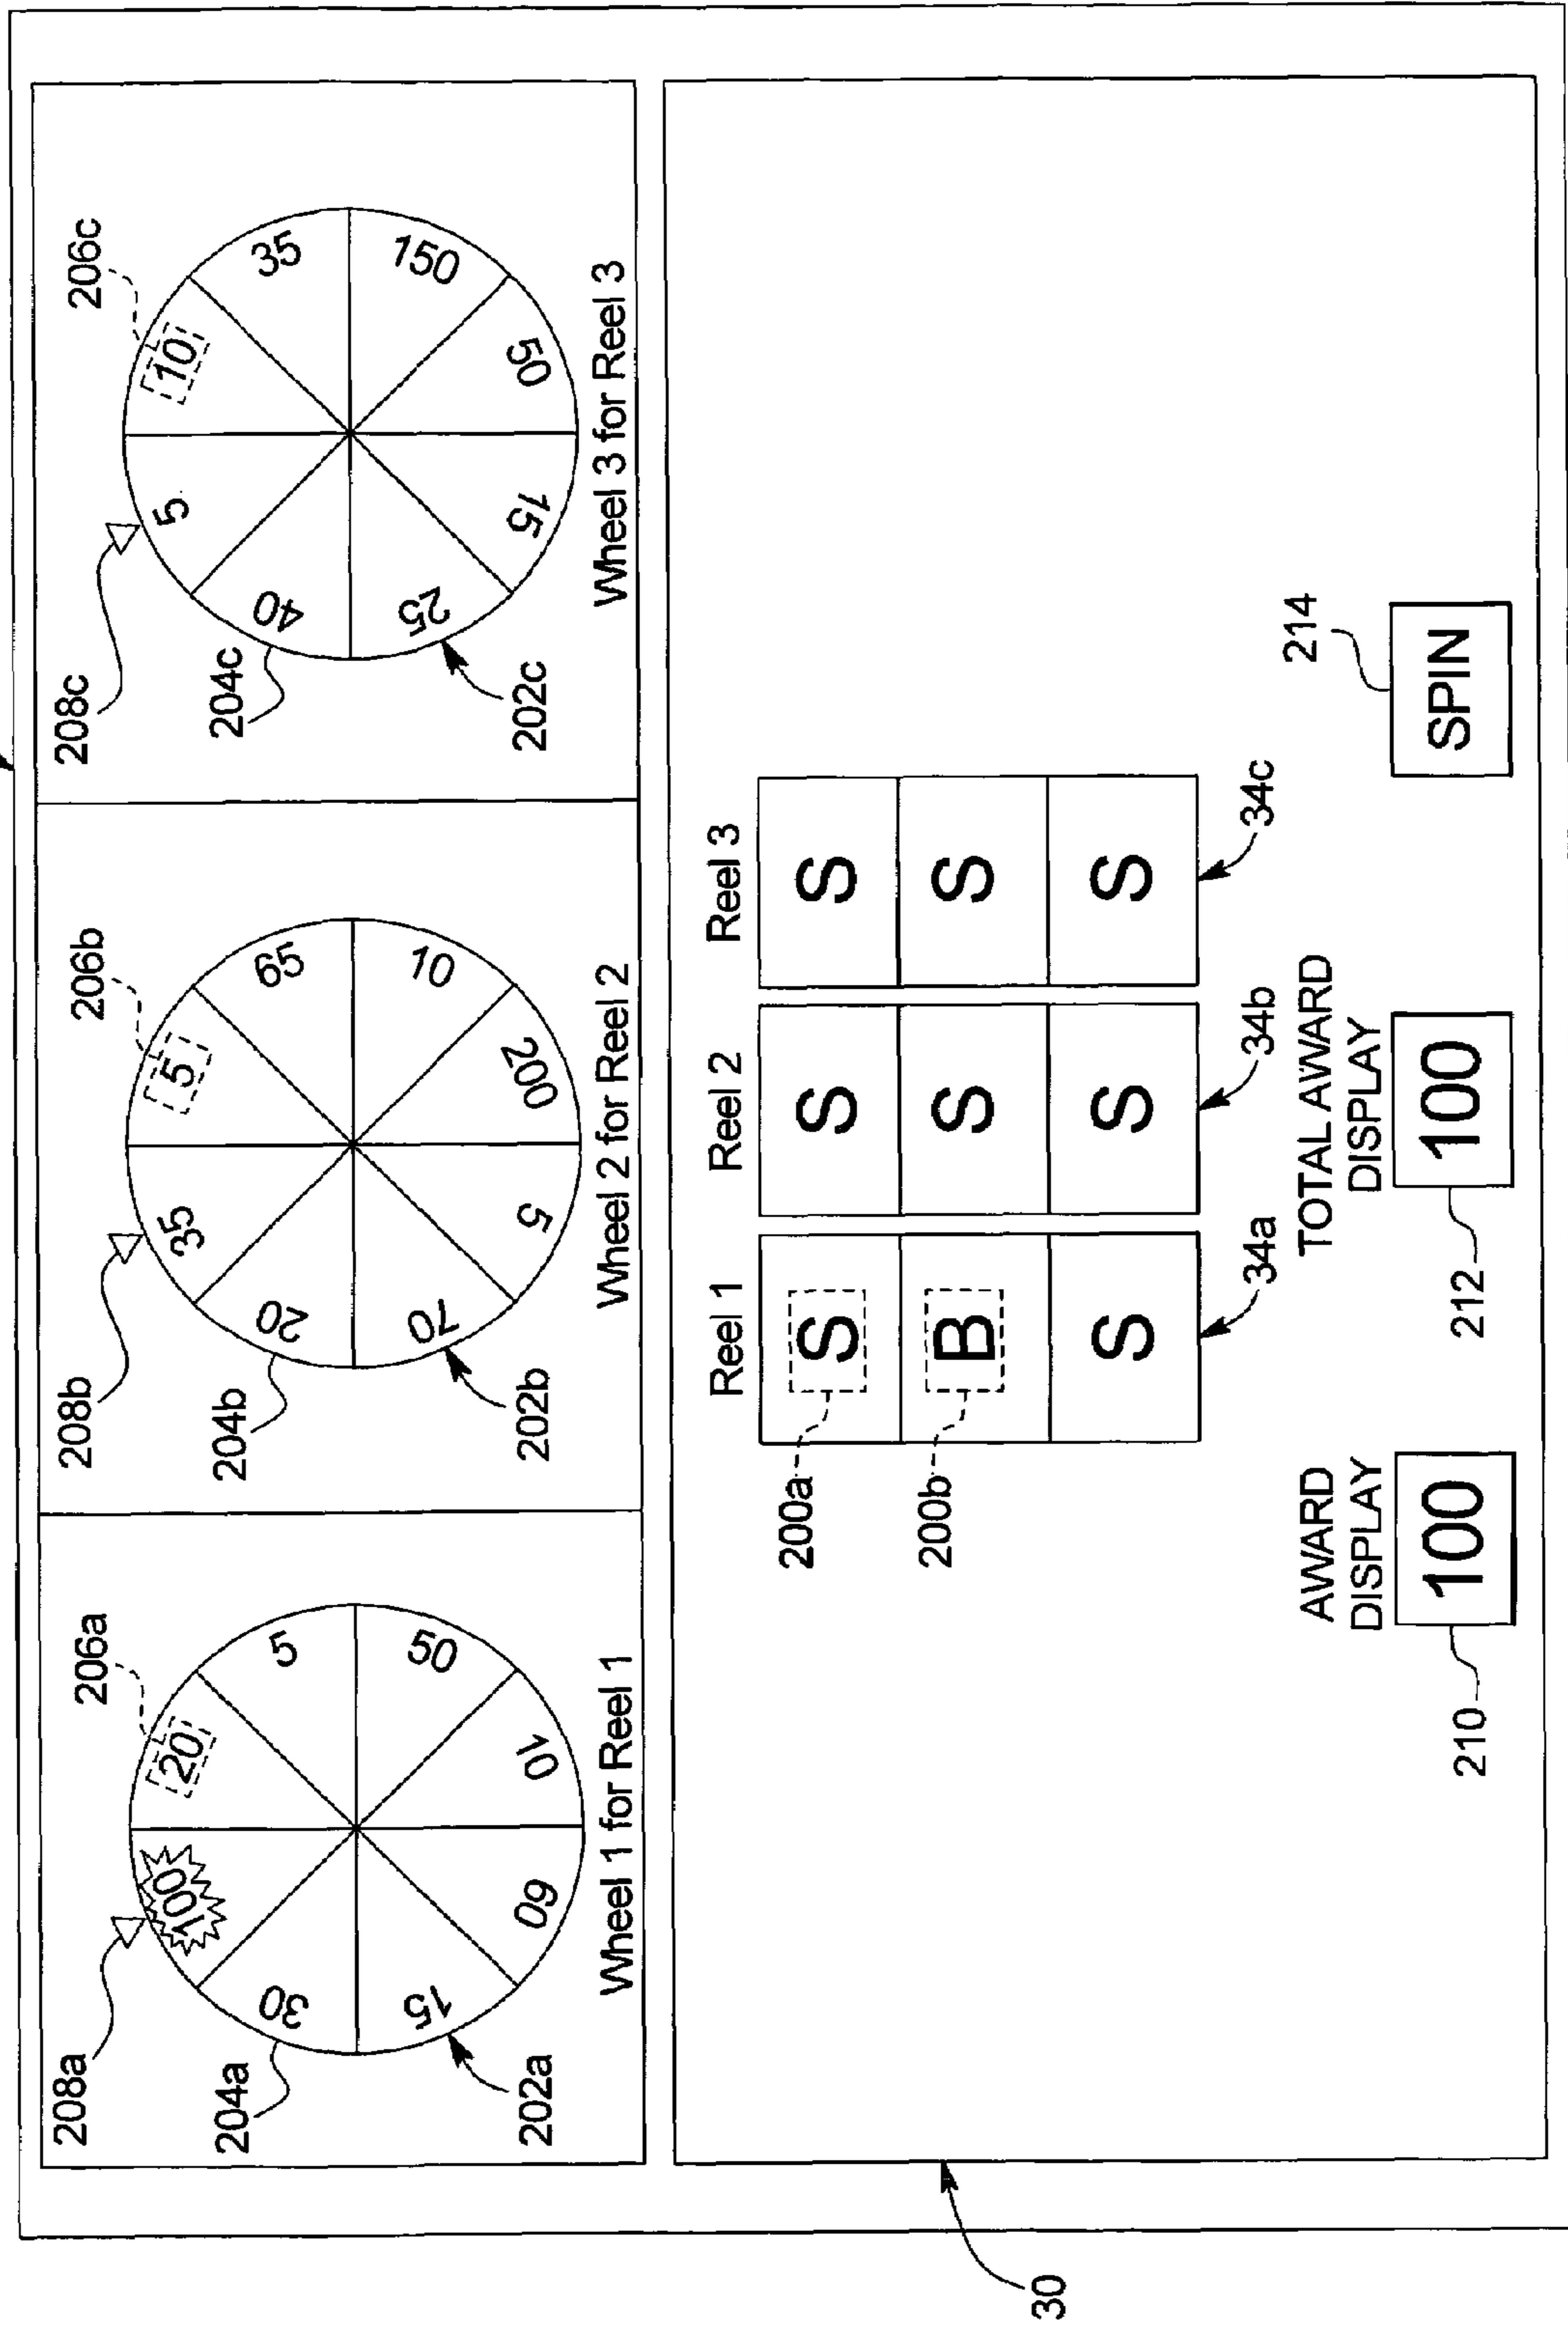 208a
206a
204a
202a
100
20
5
50
10
60
15
30
Wheel 1 for Reel 1
208b
206b
204b
202b
35
5
65
10
200
5
70
20
Wheel 2 for Reel 2
208c
206c
204c
202c
5
10
35
150
50
15
25
40
Wheel 3 for Reel 3
30
Reel 1 Reel 2 Reel 3
200a S S S
200b B S S
S S S
34a 34b 34c
AWARD
DISPLAY
100
210
TOTAL AWARD
DISPLAY
100
212
214
SPIN